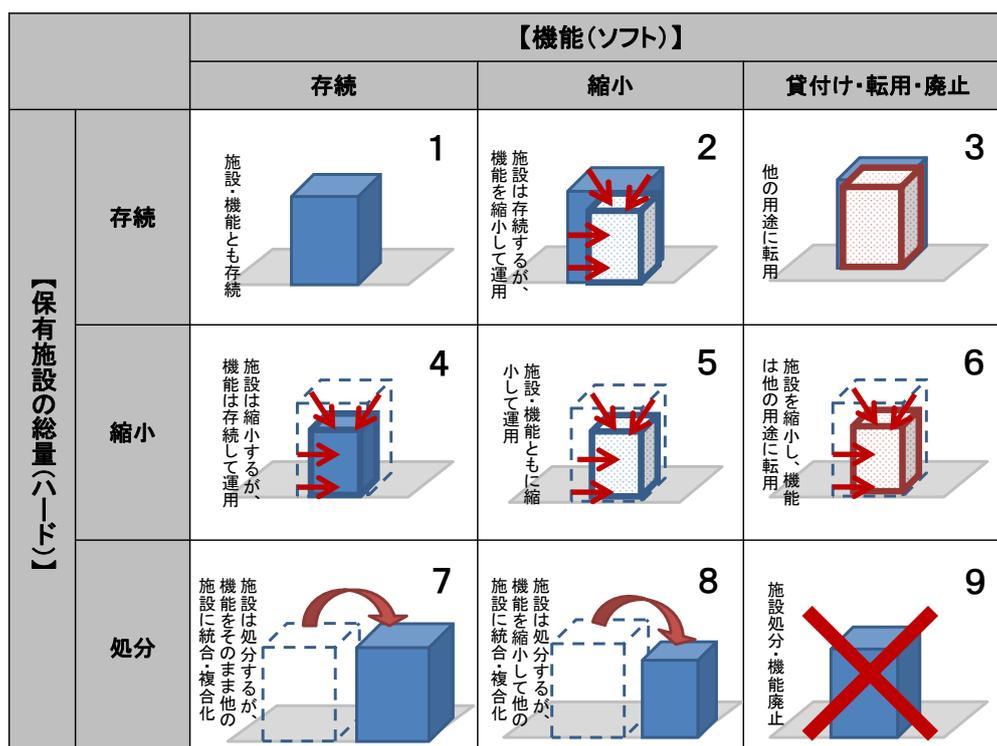 【機能(ソフト)】
存続
縮小
貸付け・転用・廃止
【保有施設の総量(ハード)】
存続
1
施設・機能とも存続
2
施設は存続するが、
機能を縮小して運用
3
他の用途に転用
縮小
4
施設は縮小するが、
機能は存続して運用
5
施設・機能ともに縮
小して運用
6
施設を縮小し、機能
は他の用途に転用
処分
7
施設は処分するが、
機能をそのまま他の
施設に統合・複合化
8
施設は処分するが、
機能を縮小して他の
施設に統合・複合化
9
施設処分・機能廃止